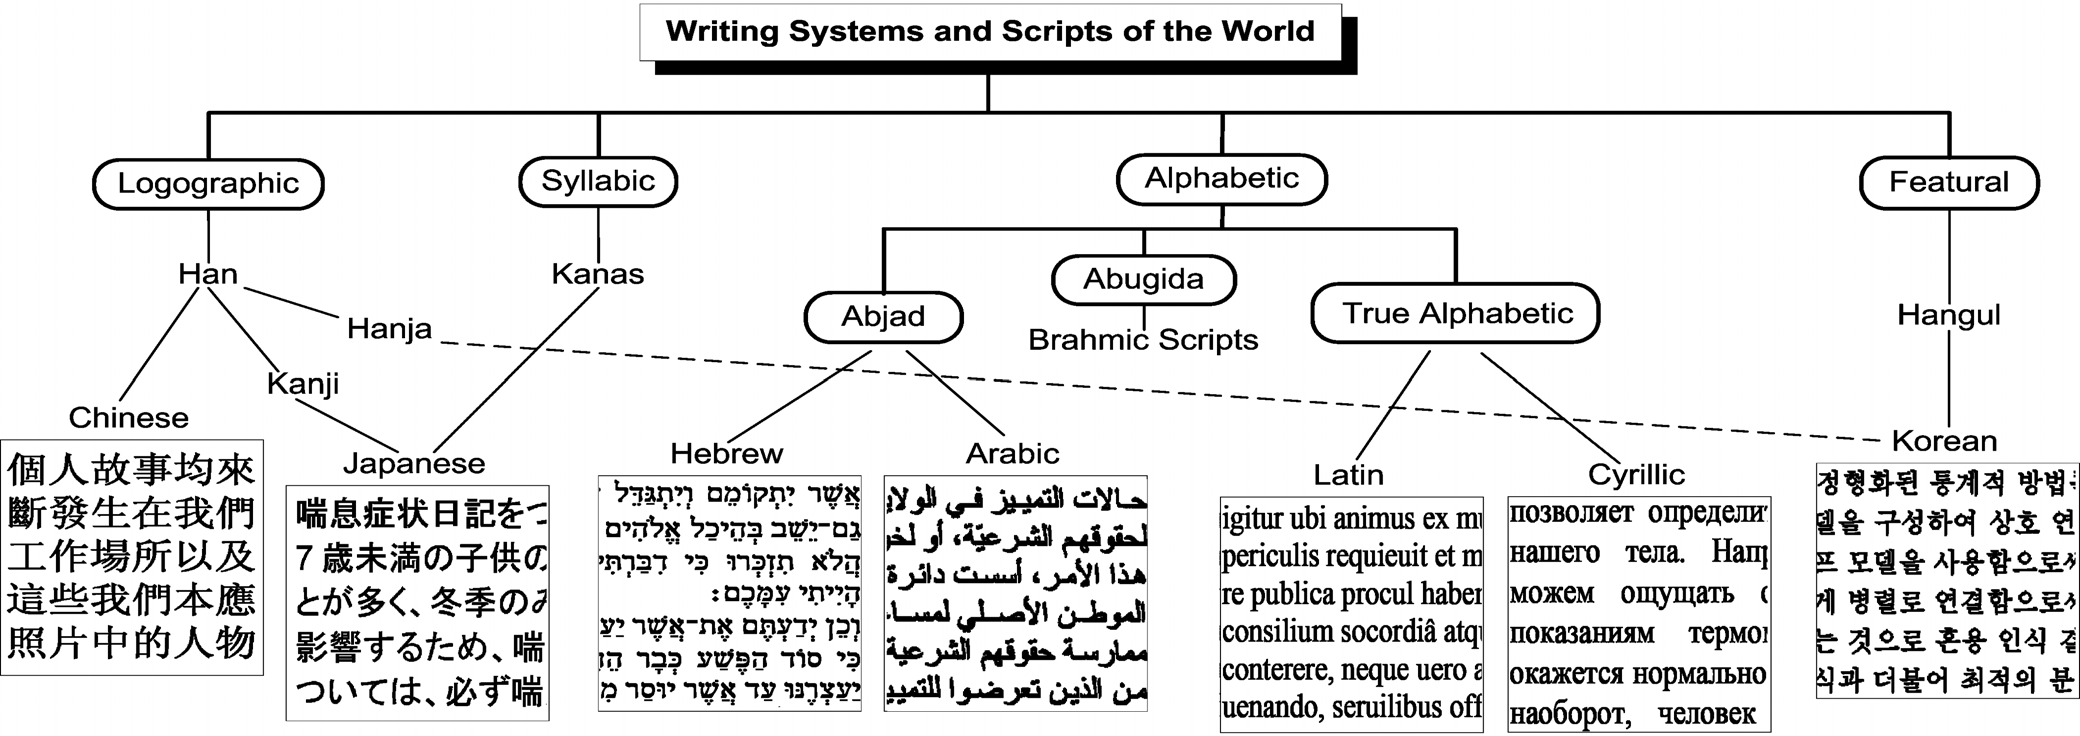 Writing Systems and Scripts of the World
Logographic
Syllabic
Alphabetic
Featural
Han
Kanas
Abugida
Abjad
True Alphabetic
Hangul
Hanja
Brahmic Scripts
Kanji
Chinese
Japanese
Hebrew
Arabic
Latin
Cyrillic
Korean
個人故事均來
斷發生在我們
工作場所以及
這些我們本應
照片中的人物
喘息症状日記をつ
7歳未満の子供の
とが多く、冬季のみ
影響するため、喘
ついては、必ず喘
אֲשֶׁר יִתְקוֹמֵם וְיִתְגַּדֵּל
גַם־יֵשֵׁב בְּהֵיכַל אֱלֹהִים
הֲלֹא תִזְכְּרוּ כִּי דִבַּרְתִּי
הָיִיתִי עִמָּכֶם:
וְכֵן יְדַעְתֶּם אֶת־אֲשֶׁר
כִּי סוֹד הַפֶּשַׁע כְּבָר
יַעַצְרֶנּוּ עַד אֲשֶׁר יוּסַר
حالات التمييز في الولاي
لحقوقهم الشرعيّة، أو لخر
هذا الأمر، أسست دائرة
الموطن الأصلي لمسا
ممارسة حقوقهم الشرعية
من الذين تعرضوا للتميي
igitur ubi animus ex mu
periculis requieuit et m
re publica procul haber
consilium socordiâ atqu
conterere, neque uero a
uenando, seruilibus off
позволяет определит
нашего тела. Напр
можем ощущать с
показаниям термо
окажется нормально
наоборот, человек
정형화된 통계적 방법
델을 구성하여 상호 연
프 모델을 사용함으로써
게 병렬로 연결함으로써
는 것으로 혼용 인식 결
식과 더불어 최적의 분